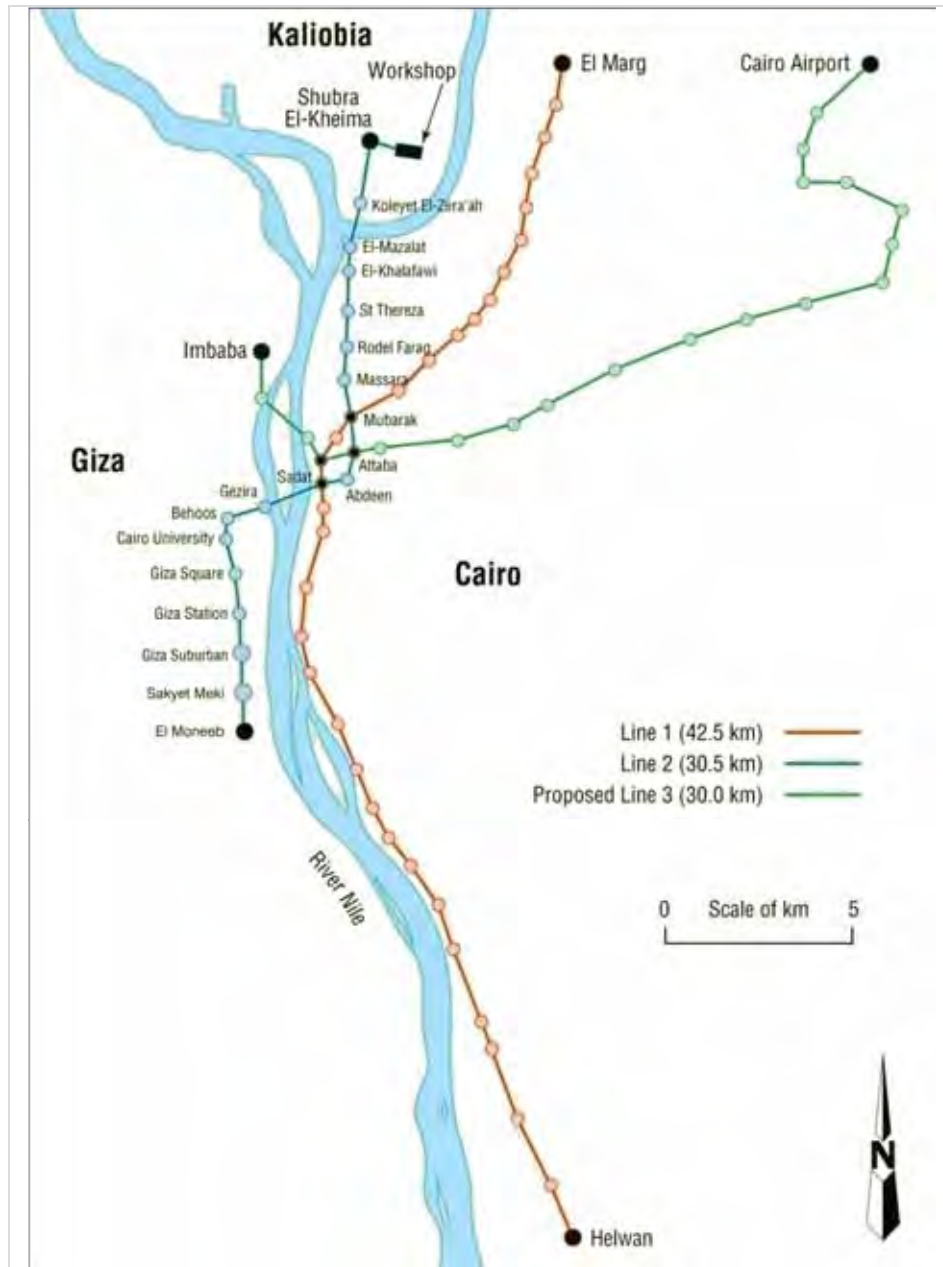 Kaliobia
Workshop
El Marg
Cairo Airport
Shubra
El-Kheima
Koleyet El-Zira'ah
El-Mazalat
El-Khalafawi
St Thereza
Rodel Farag
Imbaba
Massara
Mubarak
Giza
Attaba
Sadat
Gezira
Abdeen
Behoos
Cairo University
Giza Square
Cairo
Giza Station
Giza Suburban
Sakyet Meki
El Moneeb
Line 1 (42.5 km)
Line 2 (30.5 km)
Proposed Line 3 (30.0 km)
River Nile
0 Scale of km 5
N
Helwan